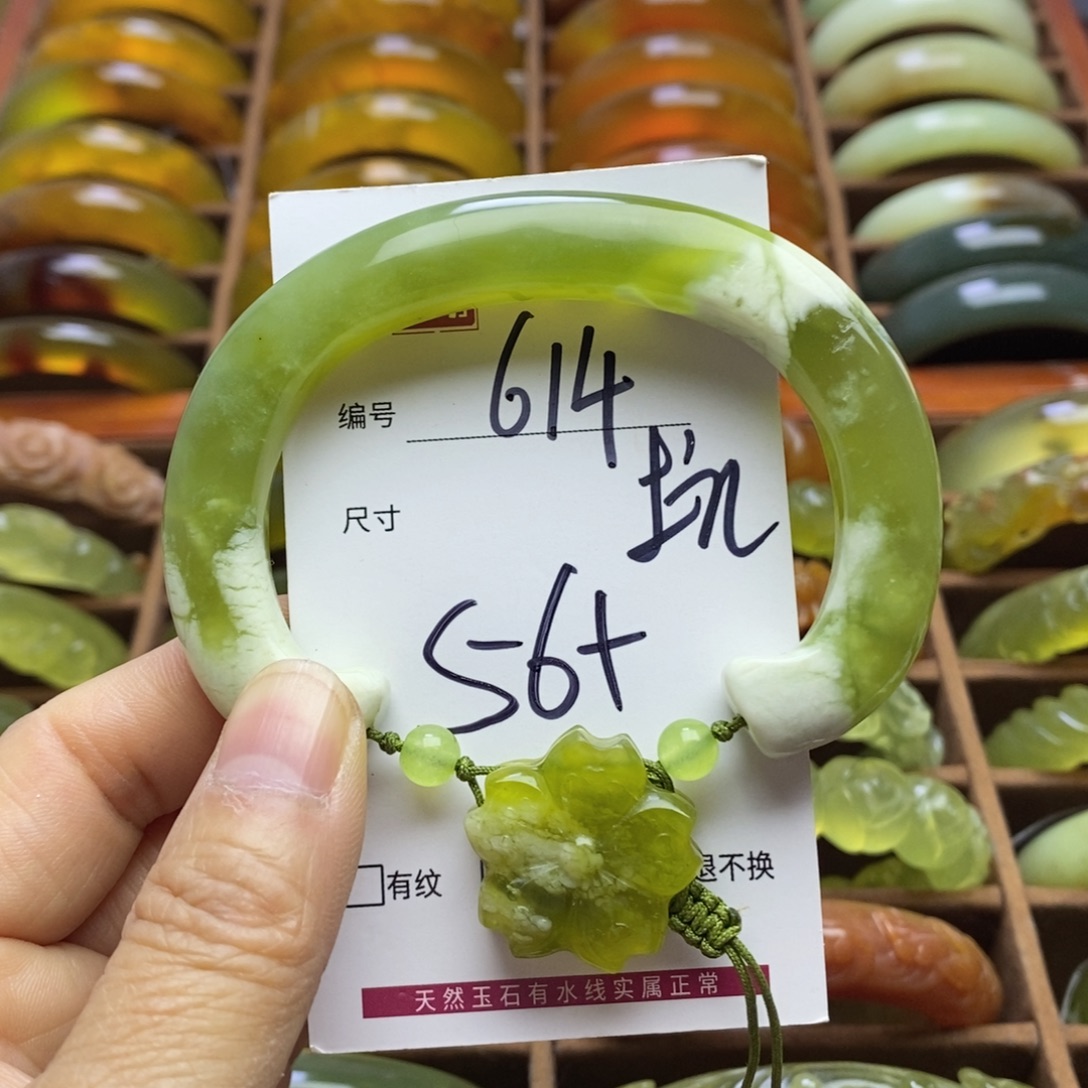 编号 614
坑
尺寸
56+
有纹 退不换
天然玉石有水线实属正常